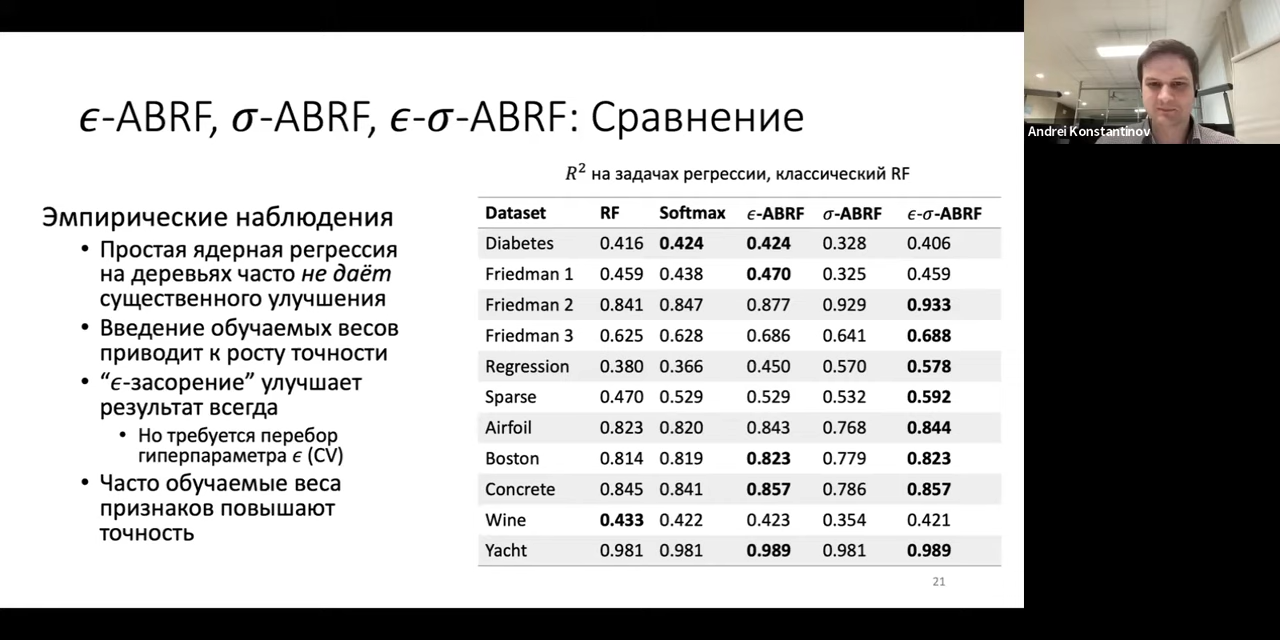 ϵ-ABRF, σ-ABRF, ϵ-σ-ABRF: Сравнение
Эмпирические наблюдения
• Простая ядерная регрессия
на деревьях часто не даёт
существенного улучшения
• Введение обучаемых весов
приводит к росту точности
• “ϵ-засорение” улучшает
результат всегда
• Но требуется перебор
гиперпараметра ϵ (CV)
• Часто обучаемые веса
признаков повышают
точность
R² на задачах регрессии, классический RF
Dataset RF Softmax ϵ-ABRF σ-ABRF ϵ-σ-ABRF
Diabetes 0.416 0.424 0.424 0.328 0.406
Friedman 1 0.459 0.438 0.470 0.325 0.459
Friedman 2 0.841 0.847 0.877 0.929 0.933
Friedman 3 0.625 0.628 0.686 0.641 0.688
Regression 0.380 0.366 0.450 0.570 0.578
Sparse 0.470 0.529 0.529 0.532 0.592
Airfoil 0.823 0.820 0.843 0.768 0.844
Boston 0.814 0.819 0.823 0.779 0.823
Concrete 0.845 0.841 0.857 0.786 0.857
Wine 0.433 0.422 0.423 0.354 0.421
Yacht 0.981 0.981 0.989 0.981 0.989
21
Andrei Konstantinov